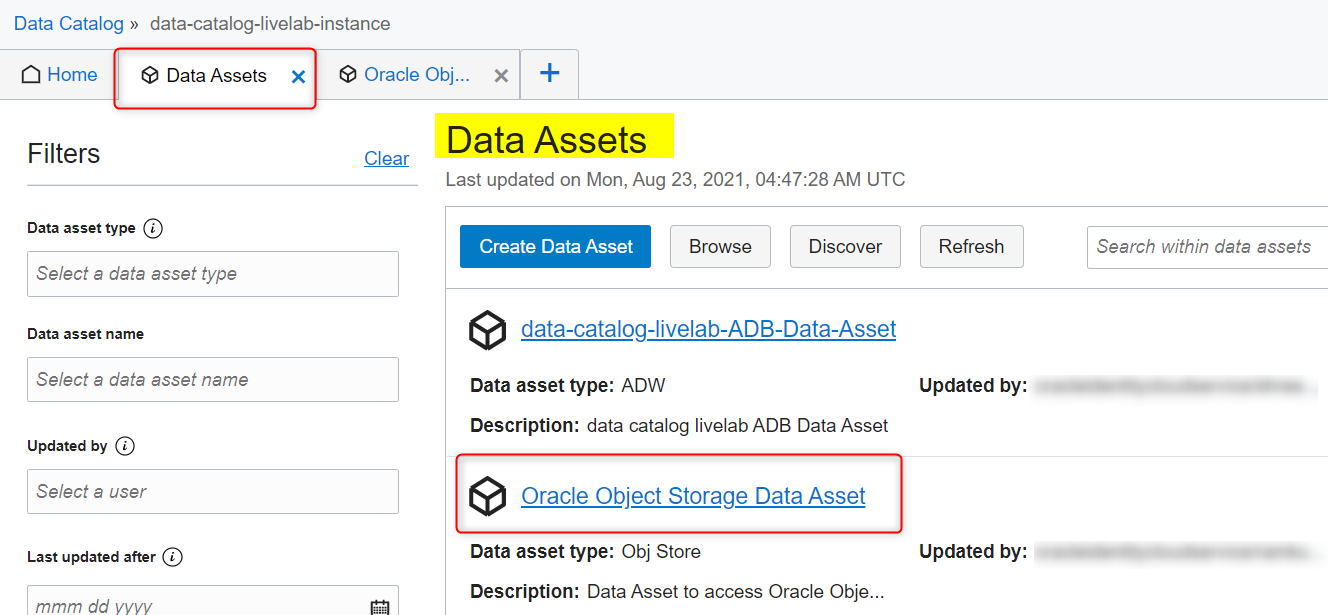 Data Catalog » data-catalog-livelab-instance
Home
Data Assets
Oracle Obj...
Filters
Clear
Data asset type
Select a data asset type
Data asset name
Select a data asset name
Updated by
Select a user
Last updated after
mmm dd yyyy
Data Assets
Last updated on Mon, Aug 23, 2021, 04:47:28 AM UTC
Create Data Asset
Browse
Discover
Refresh
Search within data assets
data-catalog-livelab-ADB-Data-Asset
Data asset type: ADW
Updated by:
Description: data catalog livelab ADB Data Asset
Oracle Object Storage Data Asset
Data asset type: Obj Store
Updated by:
Description: Data Asset to access Oracle Obje...